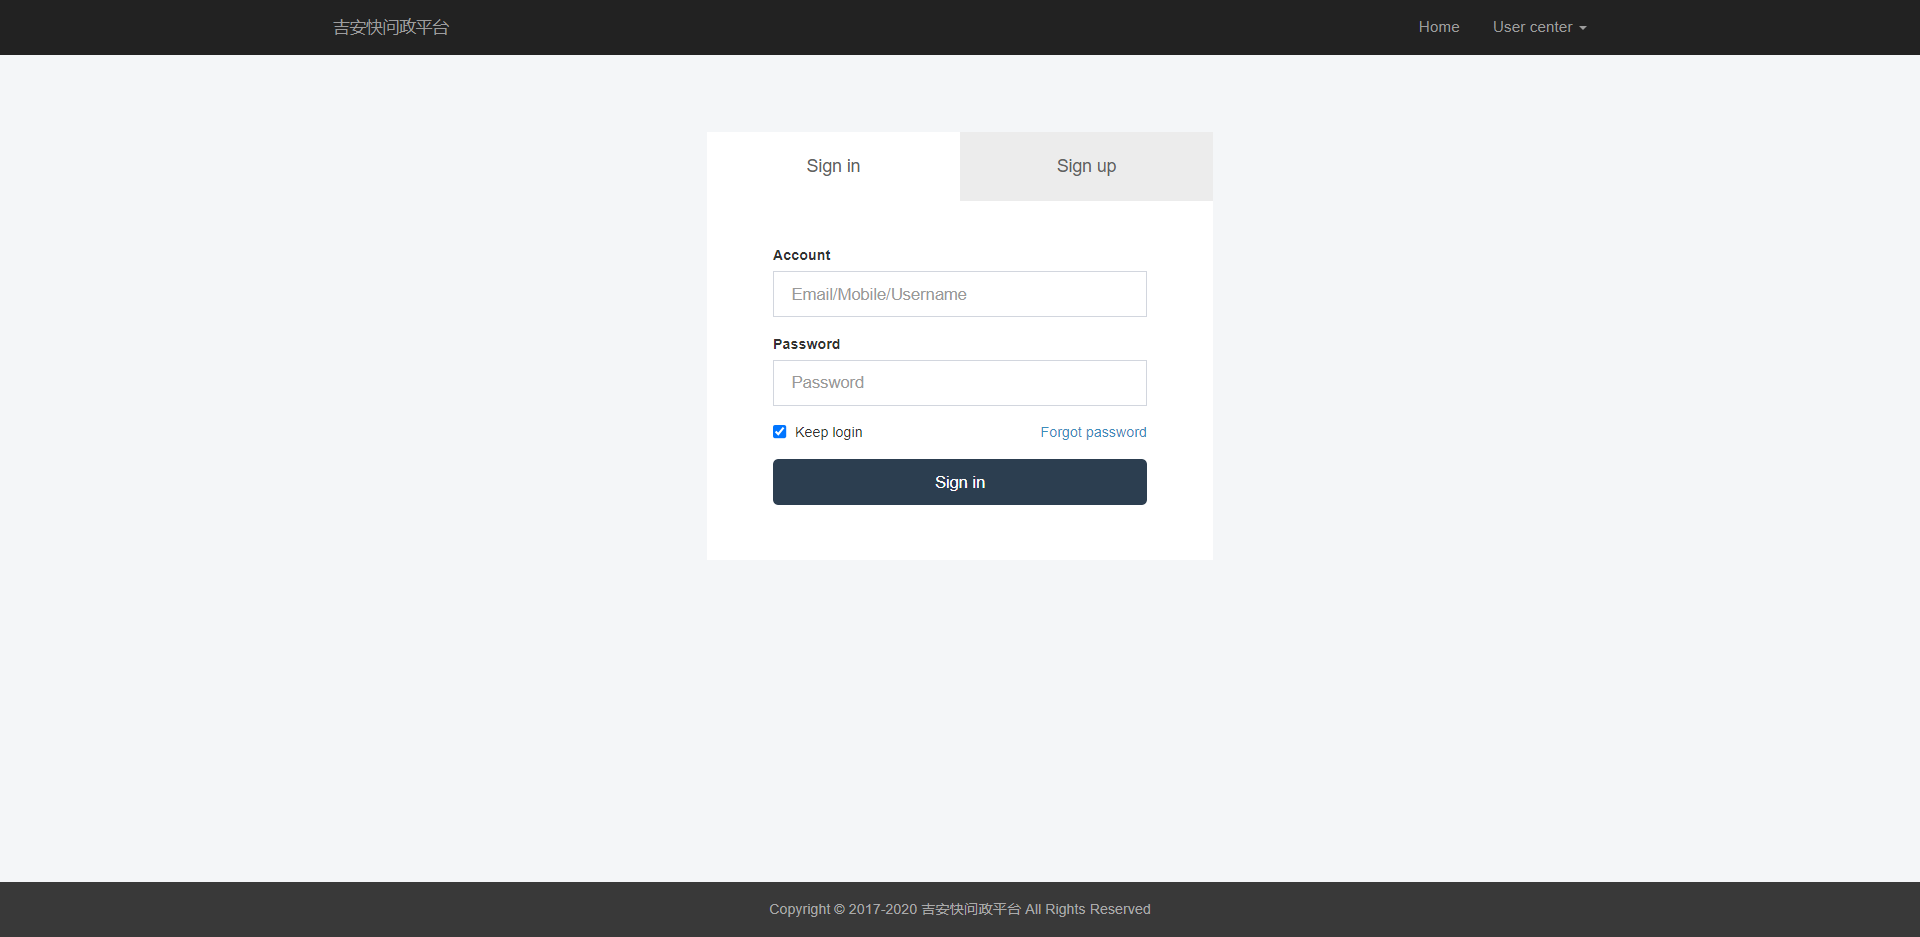 吉安快问政平台
Home
User center
Sign in
Sign up
Account
Email/Mobile/Username
Password
Password
Keep login
Forgot password
Sign in
Copyright © 2017-2020 吉安快问政平台 All Rights Reserved